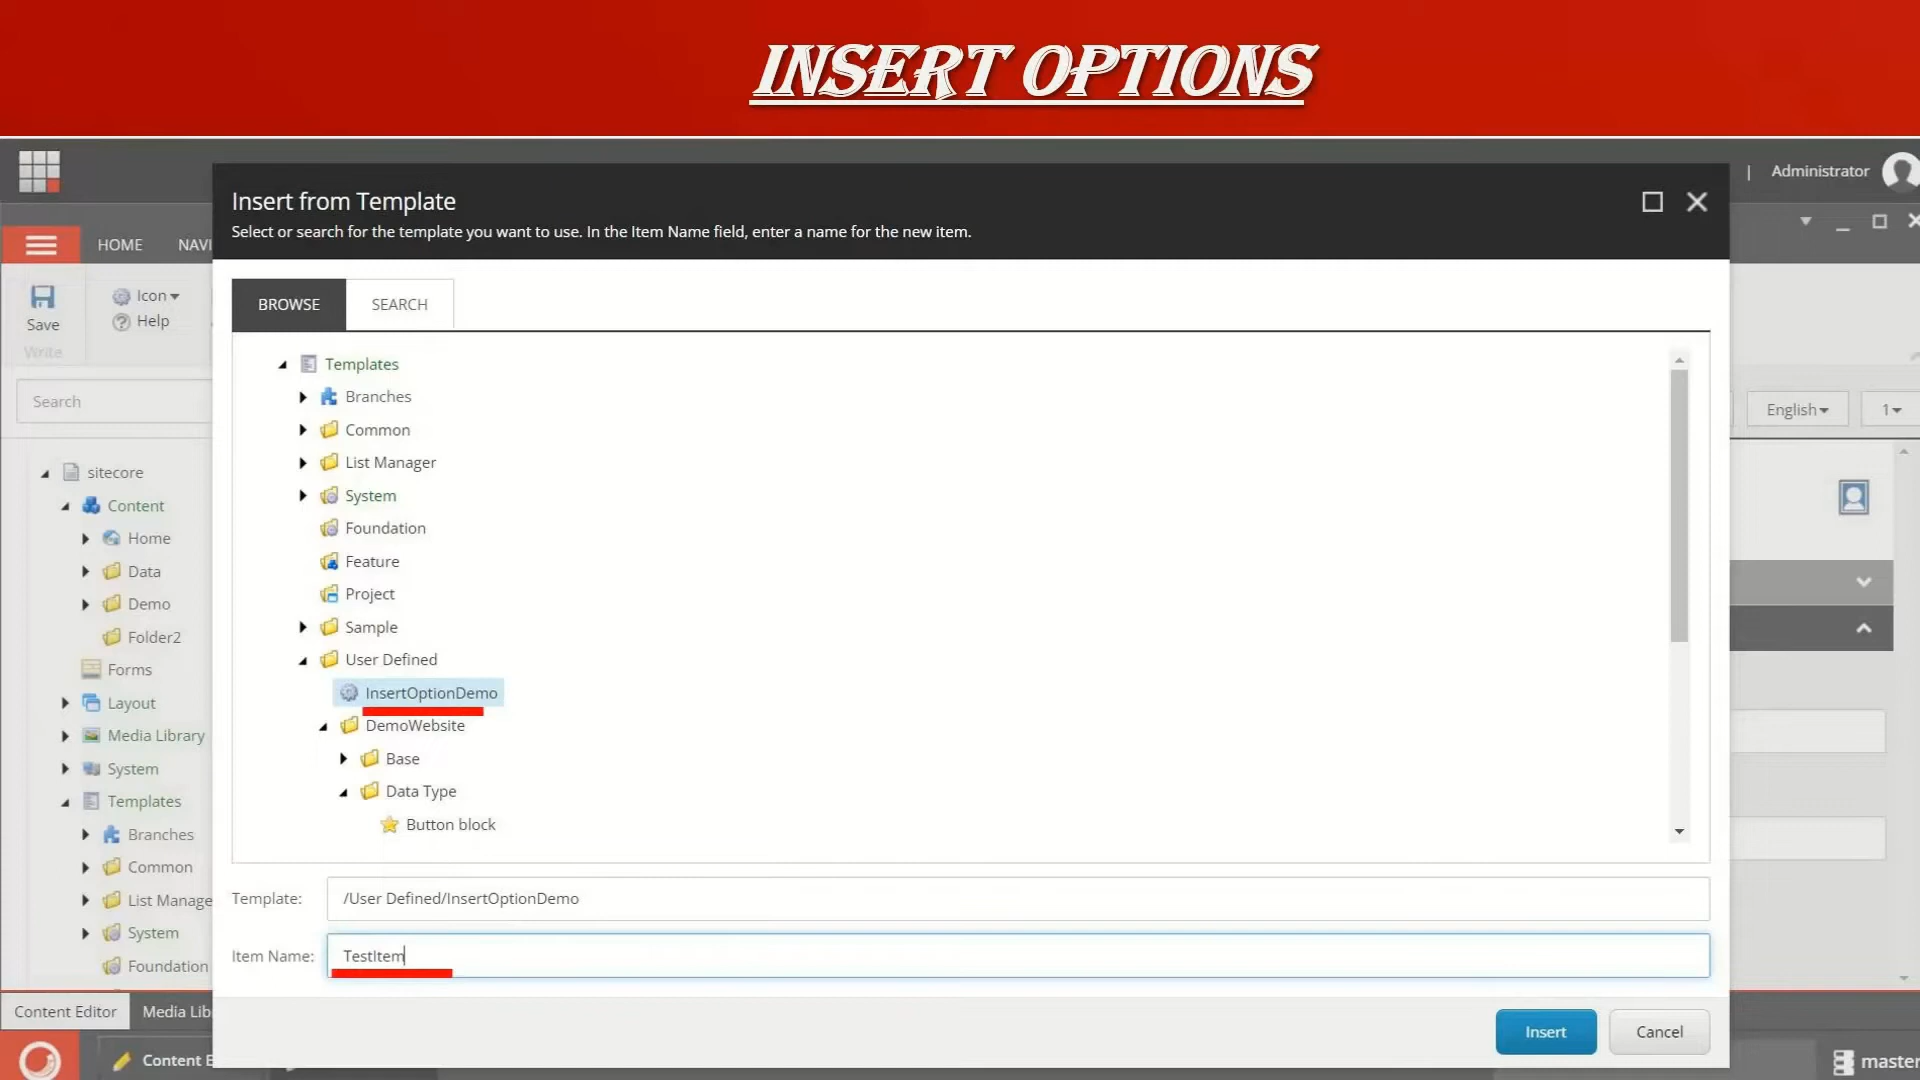 INSERT OPTIONS
| Administrator
Insert from Template
Select or search for the template you want to use. In the Item Name field, enter a name for the new item.
HOME
NAVI
BROWSE
SEARCH
Save
Write
Icon
Help
Search
English
1
Templates
Branches
Common
List Manager
System
Foundation
Feature
Project
Sample
User Defined
InsertOptionDemo
DemoWebsite
Base
Data Type
Button block
sitecore
Content
Home
Data
Demo
Folder2
Forms
Layout
Media Library
System
Templates
Branches
Common
List Manage
System
Foundation
Template: /User Defined/InsertOptionDemo
Item Name: TestItem
Content Editor
Media Lib
Insert
Cancel
Content E
master